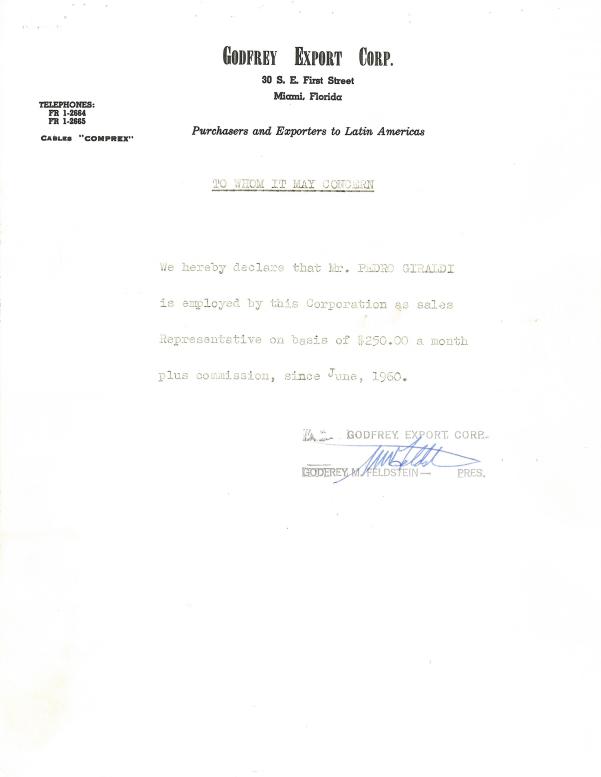 GODFREY EXPORT CORP.
30 S. E. First Street
Miami, Florida
TELEPHONES:
FR 1-2664
FR 1-2665
CABLES "COMPREX"
Purchasers and Exporters to Latin Americas
TO WHOM IT MAY CONCERN
We hereby declare that Mr. PEDRO GIRALDI
is employed by this Corporation as sales
Representative on basis of $250.00 a month
plus commission, since June, 1960.
GODFREY EXPORT CORP.
GODFREY M. FELDSTEIN— PRES.